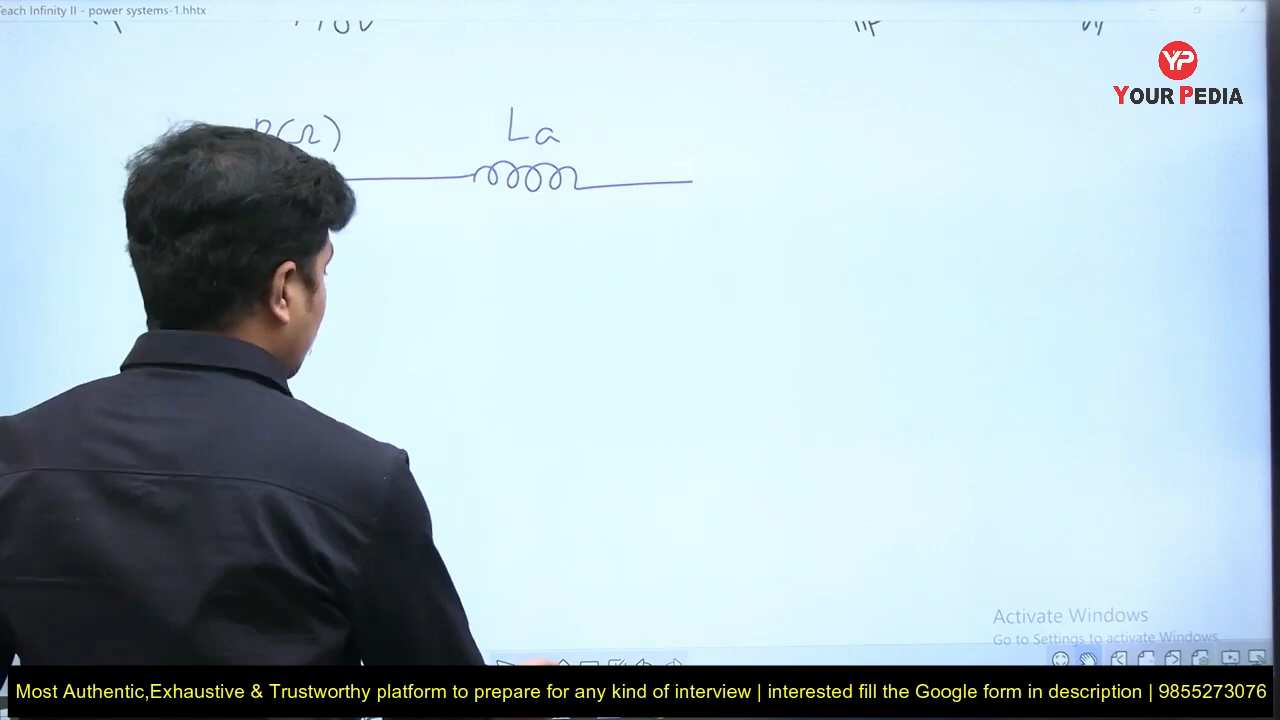 each Infinity II - power systems-1.hhtx
YP
YOUR PEDIA
R(Ω) La
Activate Windows
Go to Settings to activate Windows.
Most Authentic,Exhaustive & Trustworthy platform to prepare for any kind of interview | interested fill the Google form in description | 9855273076